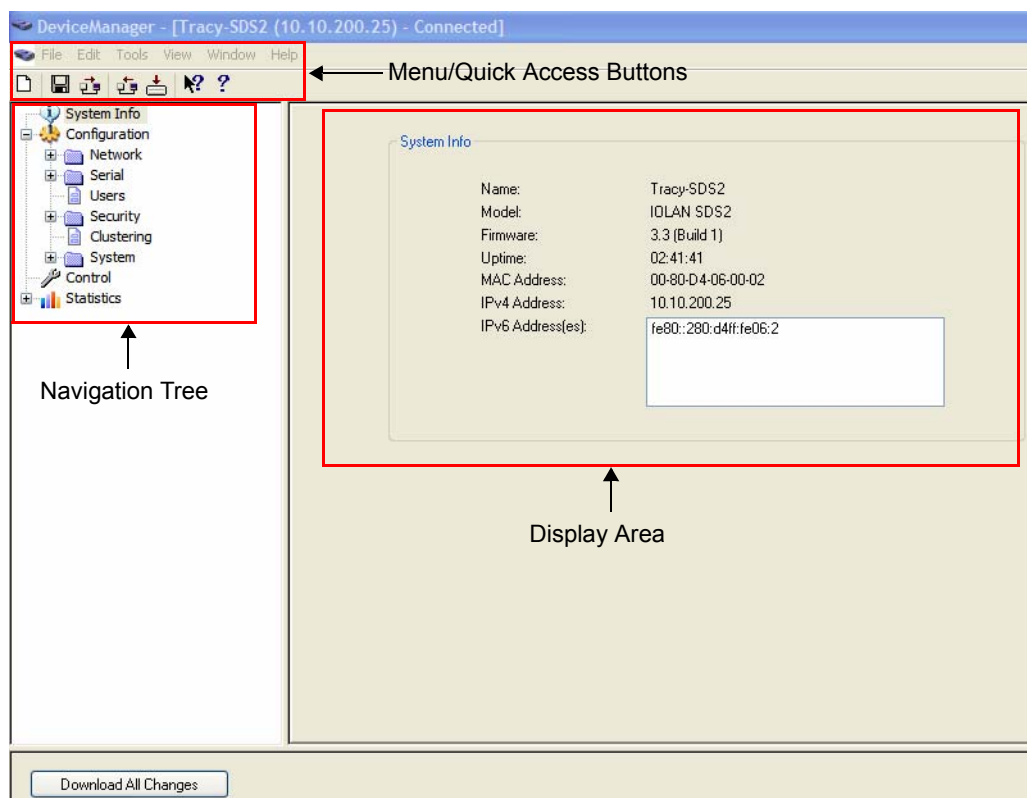 DeviceManager - [Tracy-SDS2 (10.10.200.25) - Connected]
File Edit Tools View Window Help
Menu/Quick Access Buttons
System Info
Configuration
Network
Serial
Users
Security
Clustering
System
Control
Statistics
Navigation Tree
System Info
Name: Tracy-SDS2
Model: IOLAN SDS2
Firmware: 3.3 (Build 1)
Uptime: 02:41:41
MAC Address: 00-80-D4-06-00-02
IPv4 Address: 10.10.200.25
IPv6 Address(es): fe80::280:d4ff:fe06:2
Display Area
Download All Changes